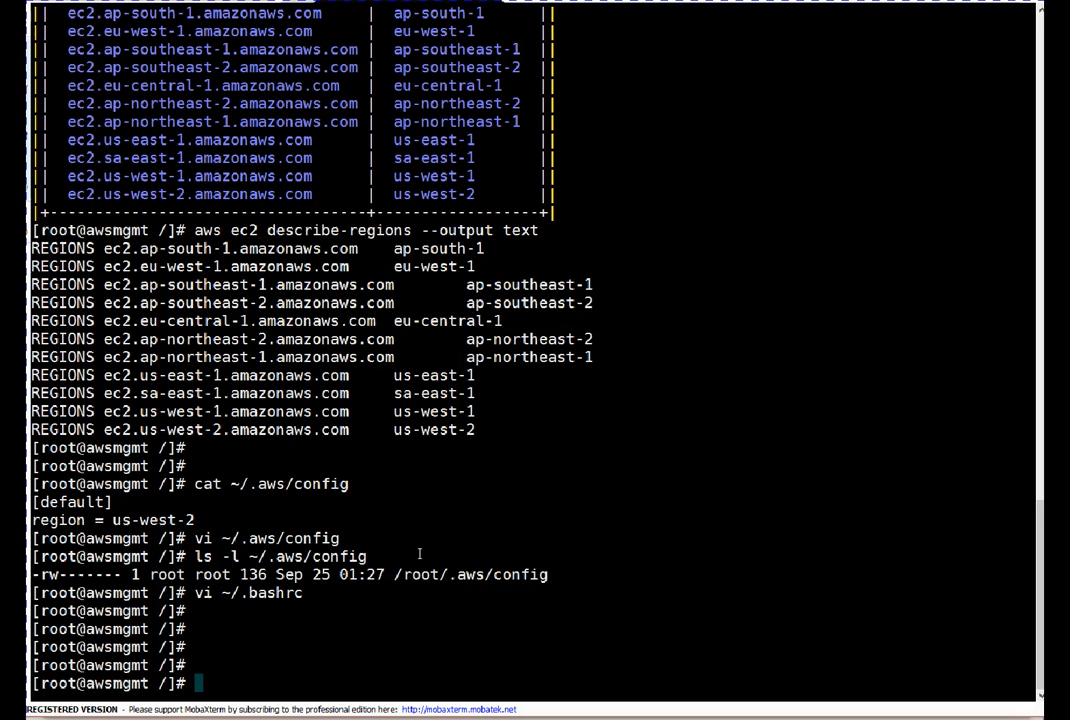 || ec2.ap-south-1.amazonaws.com | ap-south-1 ||
|| ec2.eu-west-1.amazonaws.com | eu-west-1 ||
|| ec2.ap-southeast-1.amazonaws.com | ap-southeast-1 ||
|| ec2.ap-southeast-2.amazonaws.com | ap-southeast-2 ||
|| ec2.eu-central-1.amazonaws.com | eu-central-1 ||
|| ec2.ap-northeast-2.amazonaws.com | ap-northeast-2 ||
|| ec2.ap-northeast-1.amazonaws.com | ap-northeast-1 ||
|| ec2.us-east-1.amazonaws.com | us-east-1 ||
|| ec2.sa-east-1.amazonaws.com | sa-east-1 ||
|| ec2.us-west-1.amazonaws.com | us-west-1 ||
|| ec2.us-west-2.amazonaws.com | us-west-2 ||
|+-----------------------------------+------------------+|
[root@awsmgmt /]# aws ec2 describe-regions --output text
REGIONS ec2.ap-south-1.amazonaws.com ap-south-1
REGIONS ec2.eu-west-1.amazonaws.com eu-west-1
REGIONS ec2.ap-southeast-1.amazonaws.com ap-southeast-1
REGIONS ec2.ap-southeast-2.amazonaws.com ap-southeast-2
REGIONS ec2.eu-central-1.amazonaws.com eu-central-1
REGIONS ec2.ap-northeast-2.amazonaws.com ap-northeast-2
REGIONS ec2.ap-northeast-1.amazonaws.com ap-northeast-1
REGIONS ec2.us-east-1.amazonaws.com us-east-1
REGIONS ec2.sa-east-1.amazonaws.com sa-east-1
REGIONS ec2.us-west-1.amazonaws.com us-west-1
REGIONS ec2.us-west-2.amazonaws.com us-west-2
[root@awsmgmt /]#
[root@awsmgmt /]#
[root@awsmgmt /]# cat ~/.aws/config
[default]
region = us-west-2
[root@awsmgmt /]# vi ~/.aws/config
[root@awsmgmt /]# ls -l ~/.aws/config
-rw------- 1 root root 136 Sep 25 01:27 /root/.aws/config
[root@awsmgmt /]# vi ~/.bashrc
[root@awsmgmt /]#
[root@awsmgmt /]#
[root@awsmgmt /]#
[root@awsmgmt /]#
[root@awsmgmt /]#
REGISTERED VERSION - Please support MobaXterm by subscribing to the professional edition here: http://mobaxterm.mobatek.net